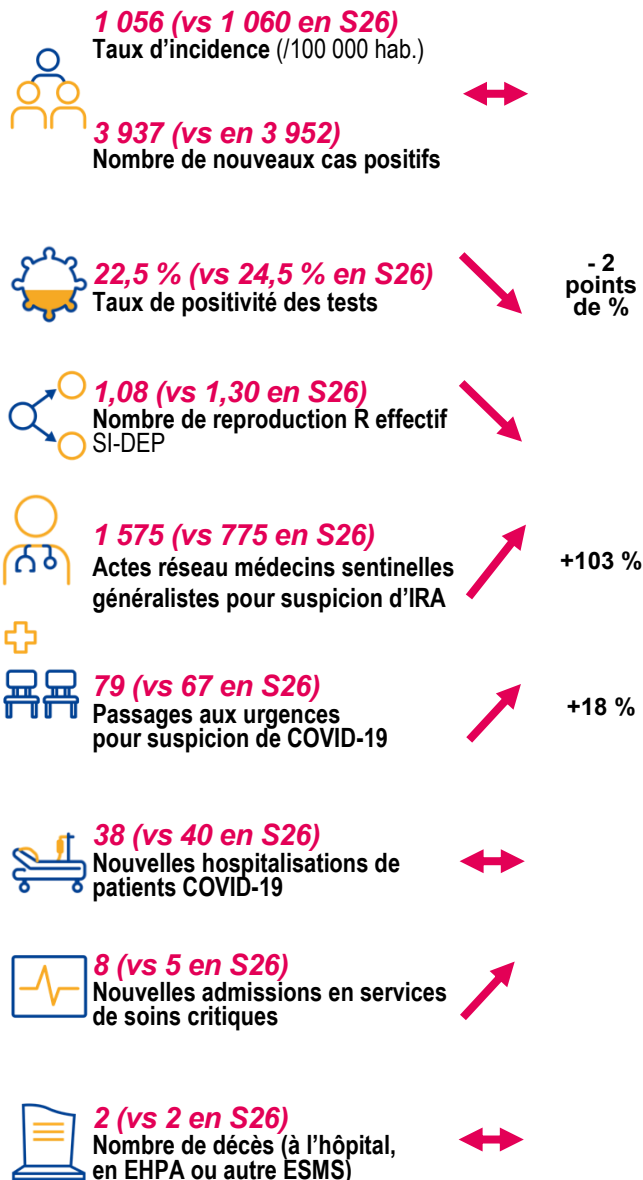 1 056 (vs 1 060 en S26)
Taux d'incidence (/100 000 hab.)
3 937 (vs en 3 952)
Nombre de nouveaux cas positifs
22,5 % (vs 24,5 % en S26)
Taux de positivité des tests
- 2
points
de %
1,08 (vs 1,30 en S26)
Nombre de reproduction R effectif
SI-DEP
1 575 (vs 775 en S26)
Actes réseau médecins sentinelles
généralistes pour suspicion d'IRA
+103 %
79 (vs 67 en S26)
Passages aux urgences
pour suspicion de COVID-19
+18 %
38 (vs 40 en S26)
Nouvelles hospitalisations de
patients COVID-19
8 (vs 5 en S26)
Nouvelles admissions en services
de soins critiques
2 (vs 2 en S26)
Nombre de décès (à l'hôpital,
en EHPA ou autre ESMS)